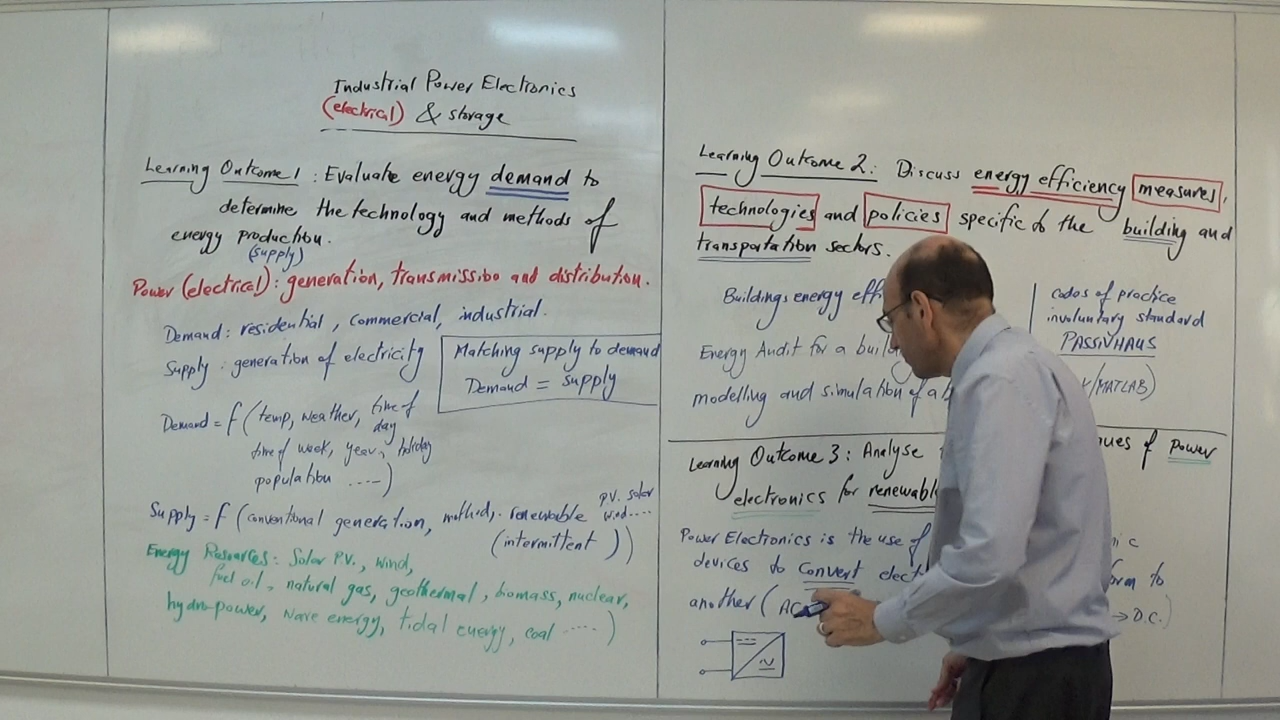 Industrial Power Electronics
(electrical) & storage
Learning Outcome 1 : Evaluate energy demand to
determine the technology and methods of
energy production.
(supply)
Power (electrical) : generation, transmission and distribution.
Demand : residential, commercial, industrial.
Supply : generation of electricity
Matching supply to demand
Demand = supply
Demand = f (temp, weather, time of
day
time of week, year, holiday
population ....)
Supply = f (conventional generation, method, renewable
PV. solar
wind....
(intermittent))
Energy Resources : Solar P.V., wind,
fuel oil, natural gas, geothermal, biomass, nuclear,
hydro-power, wave energy, tidal energy, coal ....)
Learning Outcome 2 : Discuss energy efficiency measures,
technologies and policies specific to the building and
transportation sectors.
Buildings energy
codes of practice
involuntary standard
PASSIVHAUS
Energy Audit for a
modelling and simulation of a
/MATLAB)
Learning Outcome 3 : Analyse
of power
electronics for
Power Electronics is the use of
devices to convert
to
another (AC
→ D.C.)